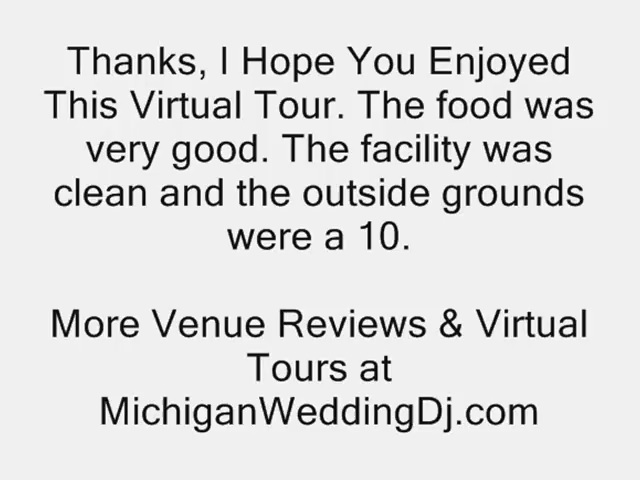 Thanks, I Hope You Enjoyed
This Virtual Tour. The food was
very good. The facility was
clean and the outside grounds
were a 10.
More Venue Reviews & Virtual
Tours at
MichiganWeddingDj.com